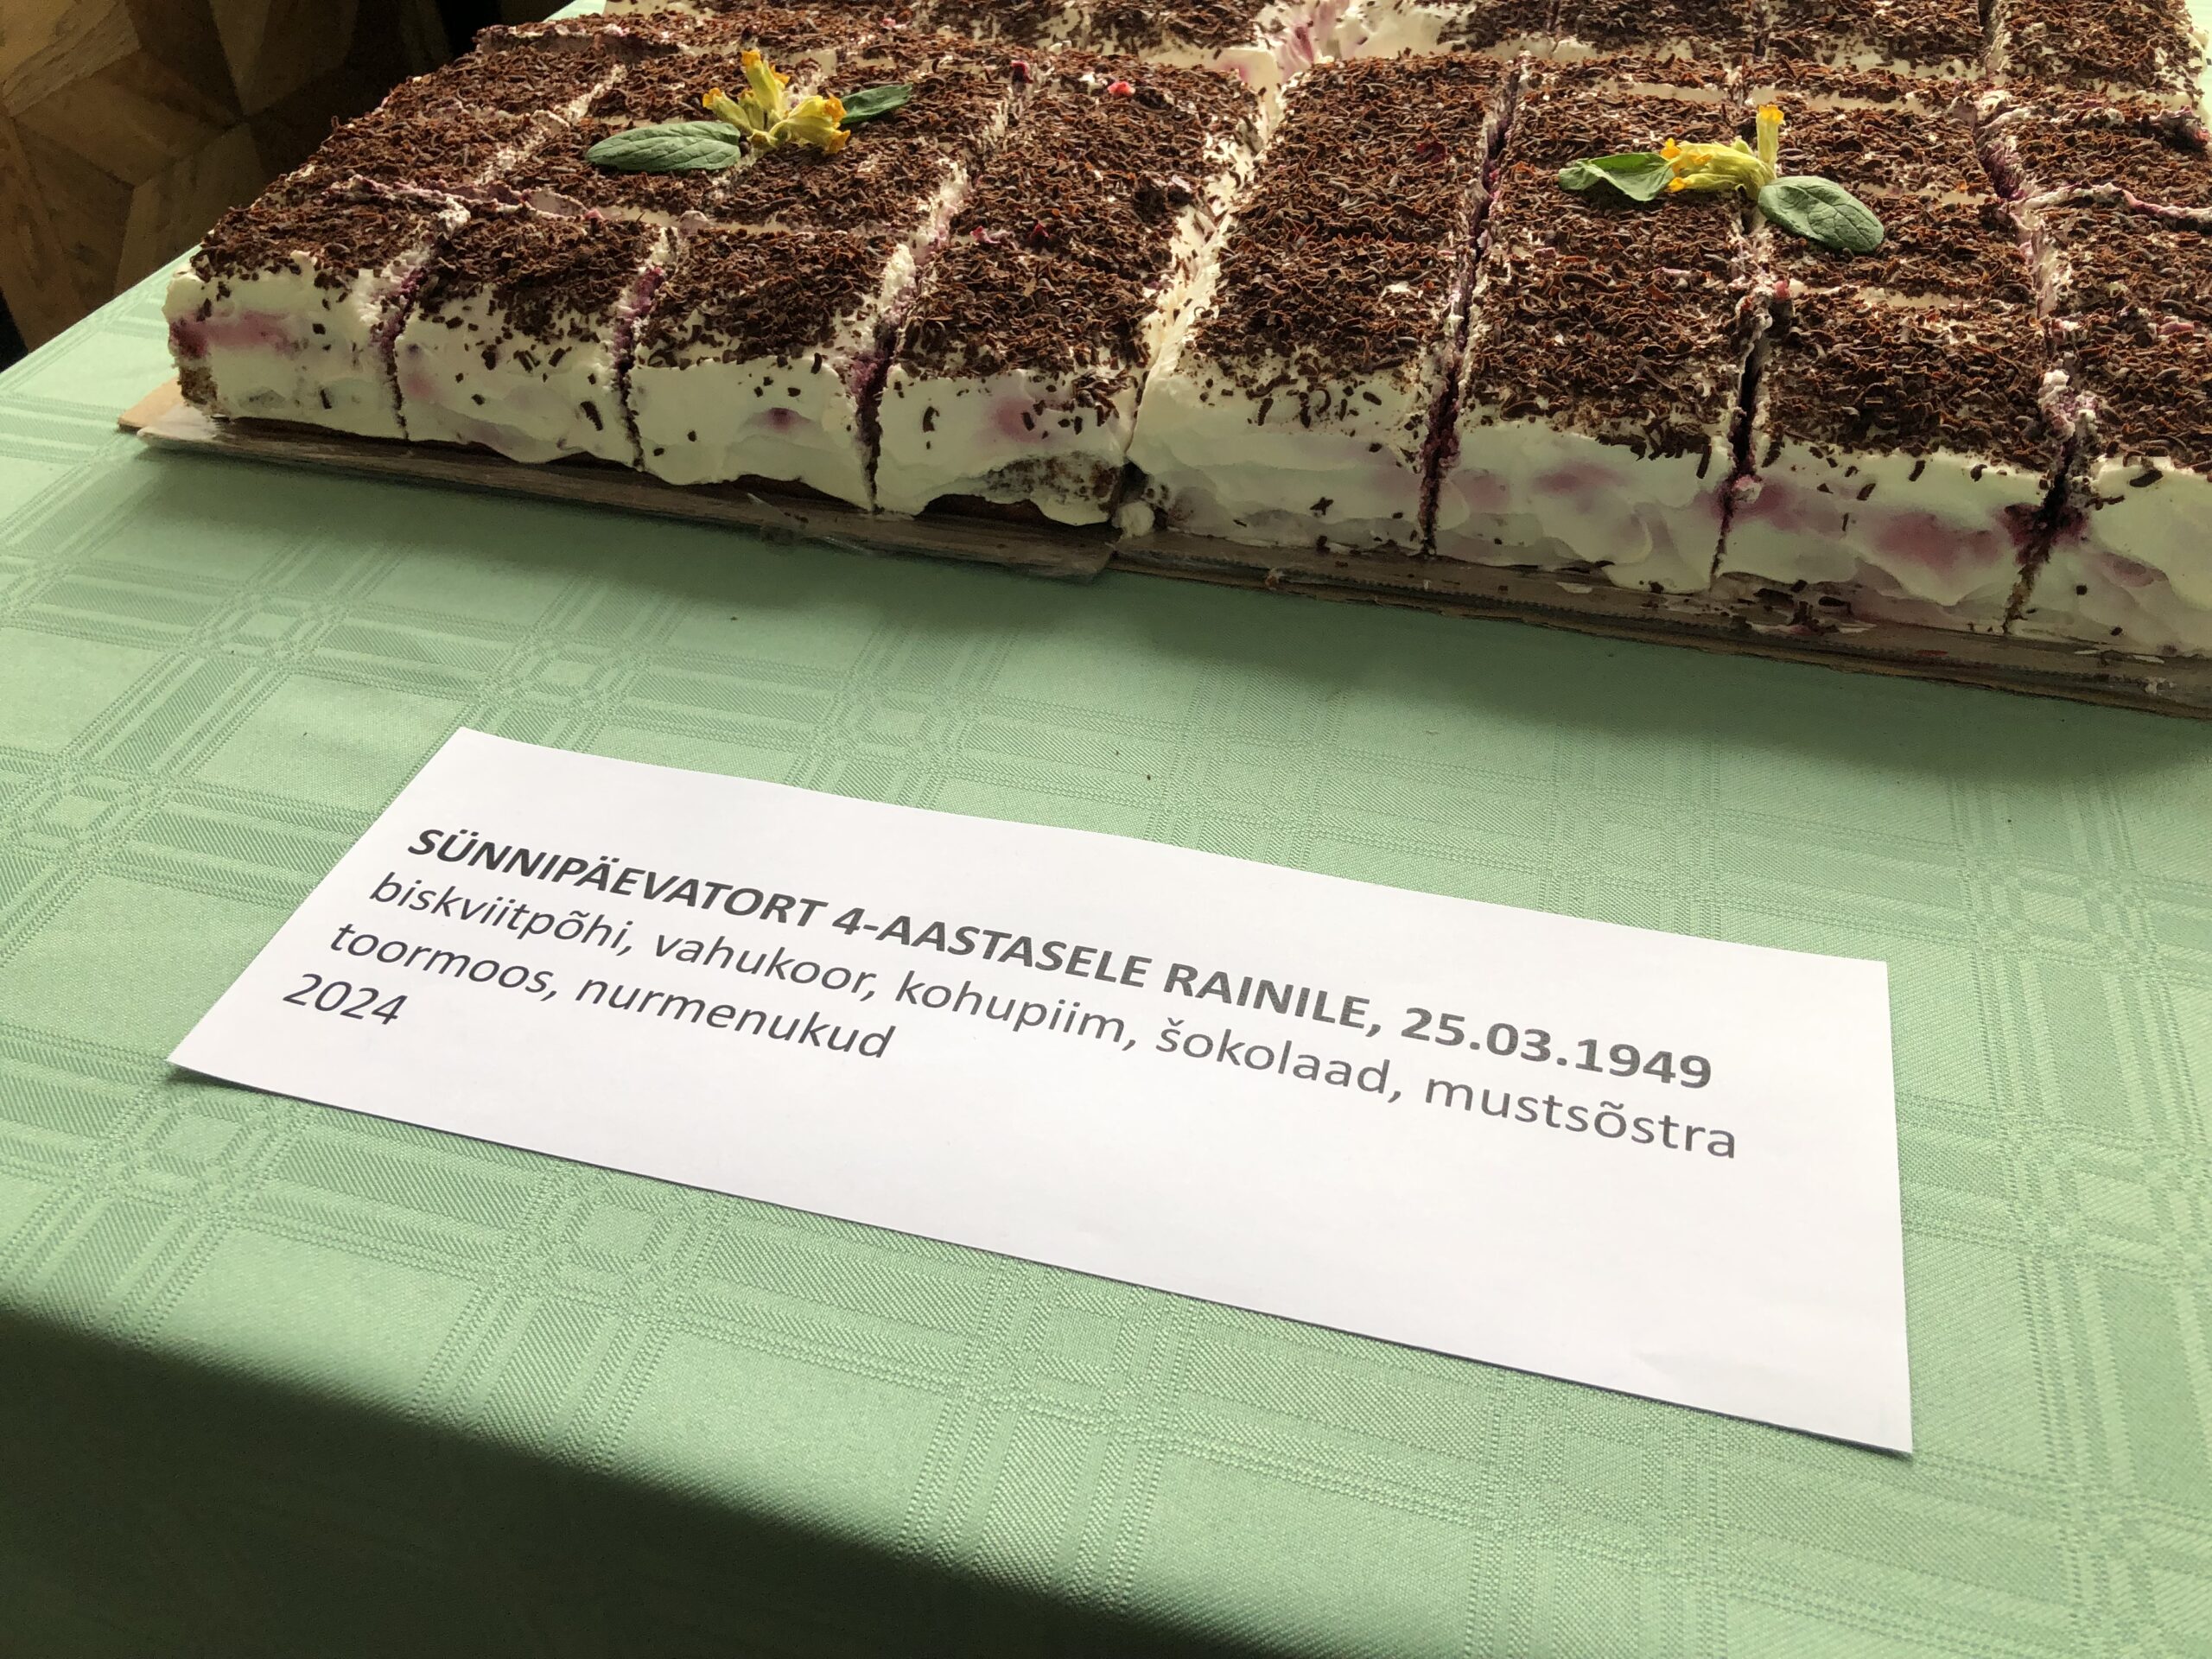 SÜNNIPÄEVATORT 4-AASTASELE RAINILE, 25.03.1949
biskviitpõhi, vahukoor, kohupiim, šokolaad, mustsõstra
toormoos, nurmenukud
2024